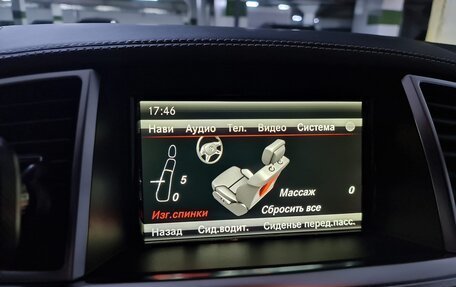 17:46
Нави Аудио Тел. Видео Система
5
0
Массаж 0
Изг.спинки Сбросить все
Назад Сид.водит. Сиденье перед.пасс.